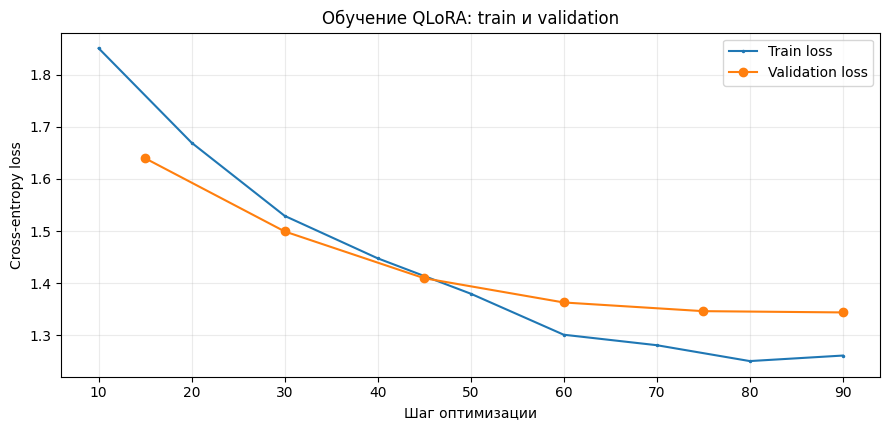 Обучение QLoRA: train и validation
Train loss
Validation loss
Cross-entropy loss
1.8
1.7
1.6
1.5
1.4
1.3
10 20 30 40 50 60 70 80 90
Шаг оптимизации